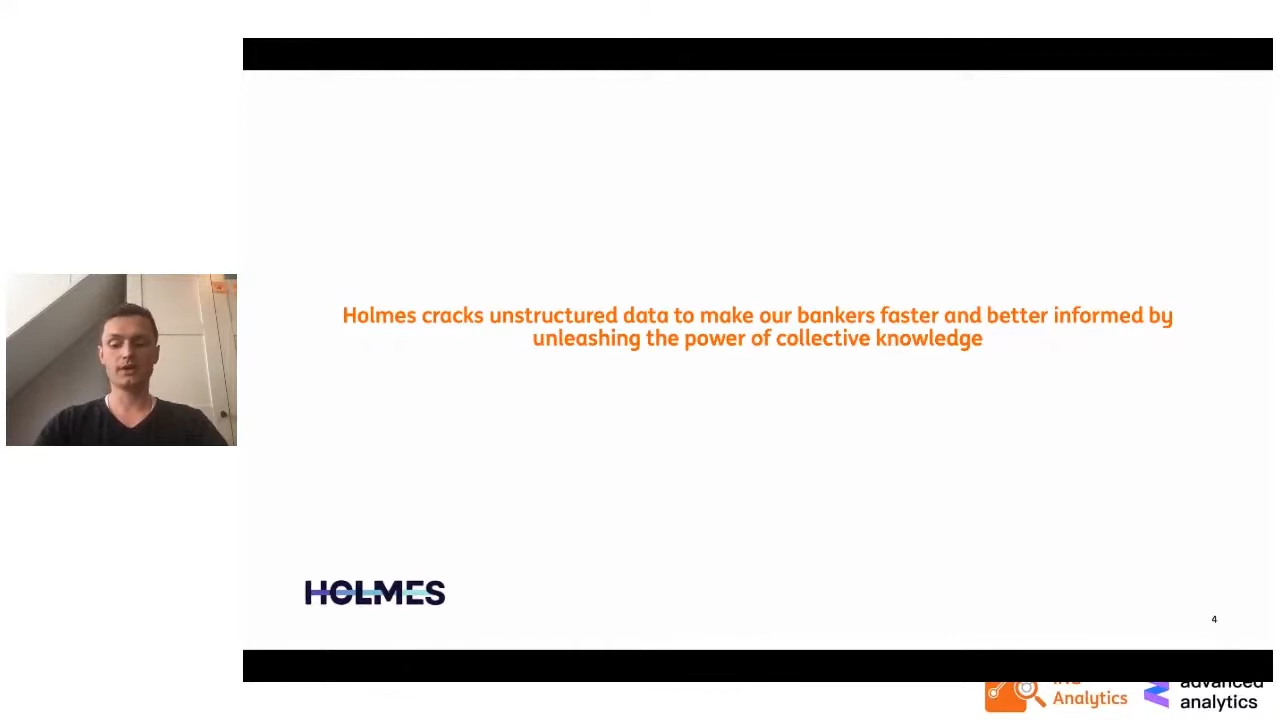 Holmes cracks unstructured data to make our bankers faster and better informed by
unleashing the power of collective knowledge
HOLMES
4
Analytics
advanced
analytics